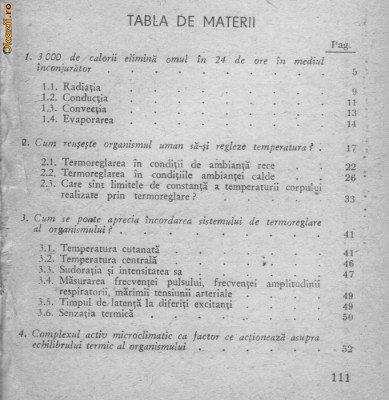 Okazii.ro
TABLA DE MATERII
Pag.
1. 3 000 de calorii elimină omul în 24 de ore în mediul
înconjurător . . . . . . . . . . 5
1.1. Radiația . . . . . . . . . . 9
1.2. Conducția . . . . . . . . . . 11
1.3. Convecția . . . . . . . . . . 13
1.4. Evaporarea . . . . . . . . . . 14
2. Cum reușește organismul uman să-și regleze temperatura ? . 17
2.1. Termoreglarea în condiții de ambianță rece . . . 22
2.2. Termoreglarea în condițiile ambianței calde . . . 26
2.3. Care sînt limitele de constanță a temperaturii corpului
realizate prin termoreglare ? . . . . . . 33
3. Cum se poate aprecia încordarea sistemului de termoreglare
al organismului ? . . . . . . . . . 41
3.1. Temperatura cutanată . . . . . . . 41
3.2. Temperatura centrală . . . . . . . 46
3.3. Sudorația și intensitatea sa . . . . . . 47
3.4. Măsurarea frecvenței pulsului, frecvenței amplitudinii
respiratorii, mărimii tensiunii arteriale . . . . 49
3.5. Timpul de latență la diferiți excitanți . . . . 49
3.6. Senzația termică . . . . . . . . 50
4. Complexul activ microclimatic ca factor ce acționează asupra
echilibrului termic al organismului . . . . . 52
111